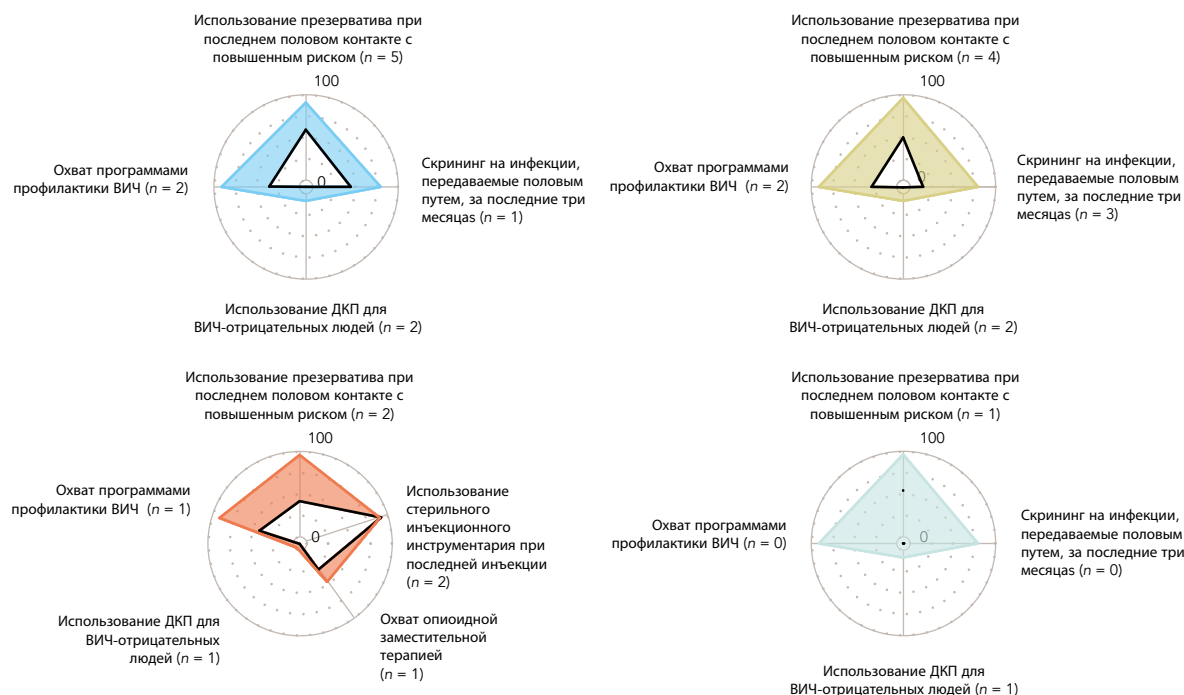 Использование презерватива при
последнем половом контакте с
повышенным риском (n = 5)
100
Охват программами
профилактики ВИЧ (n = 2)
0
Скрининг на инфекции,
передаваемые половым
путем, за последние три
месяцаs (n = 1)
Использование ДКП для
ВИЧ-отрицательных людей (n = 2)
Использование презерватива при
последнем половом контакте с
повышенным риском (n = 4)
100
Охват программами
профилактики ВИЧ (n = 2)
0
Скрининг на инфекции,
передаваемые половым
путем, за последние три
месяцаs (n = 3)
Использование ДКП для
ВИЧ-отрицательных людей (n = 2)
Использование презерватива при
последнем половом контакте с
повышенным риском (n = 2)
100
Охват программами
профилактики ВИЧ (n = 1)
0
Использование
стерильного
инъекционного
инструментария при
последней инъекции
(n = 2)
Использование ДКП для
ВИЧ-отрицательных
людей (n = 1)
Охват опиоидной
заместительной
терапией
(n = 1)
Использование презерватива при
последнем половом контакте с
повышенным риском (n = 1)
100
Охват программами
профилактики ВИЧ (n = 0)
0
Скрининг на инфекции,
передаваемые половым
путем, за последние три
месяцаs (n = 0)
Использование ДКП для
ВИЧ-отрицательных людей (n = 1)